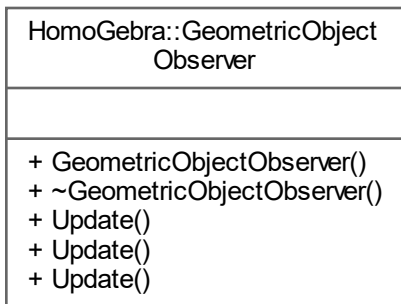 HomoGebra::GeometricObject
Observer
+ GeometricObjectObserver()
+ ~GeometricObjectObserver()
+ Update()
+ Update()
+ Update()